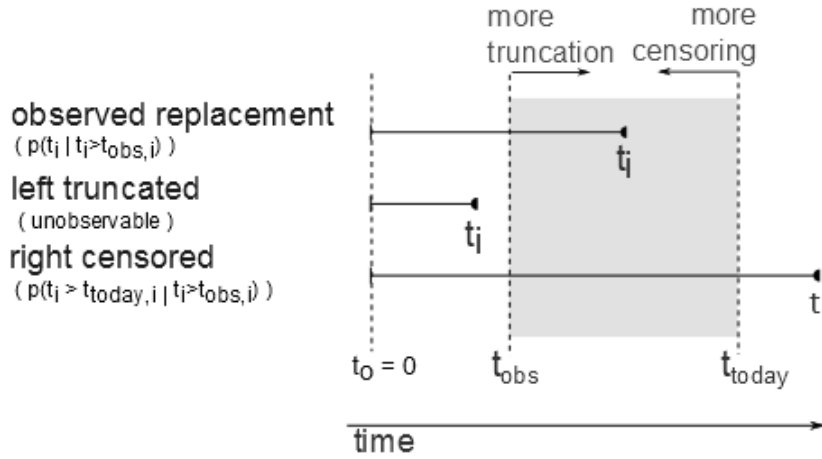 more more
truncation censoring
observed replacement
( p(ti | ti>tobs,i) )
ti
left truncated
( unobservable )
ti
right censored
( p(ti > ttoday,i | ti>tobs,i) )
t
to = 0 tobs ttoday
time